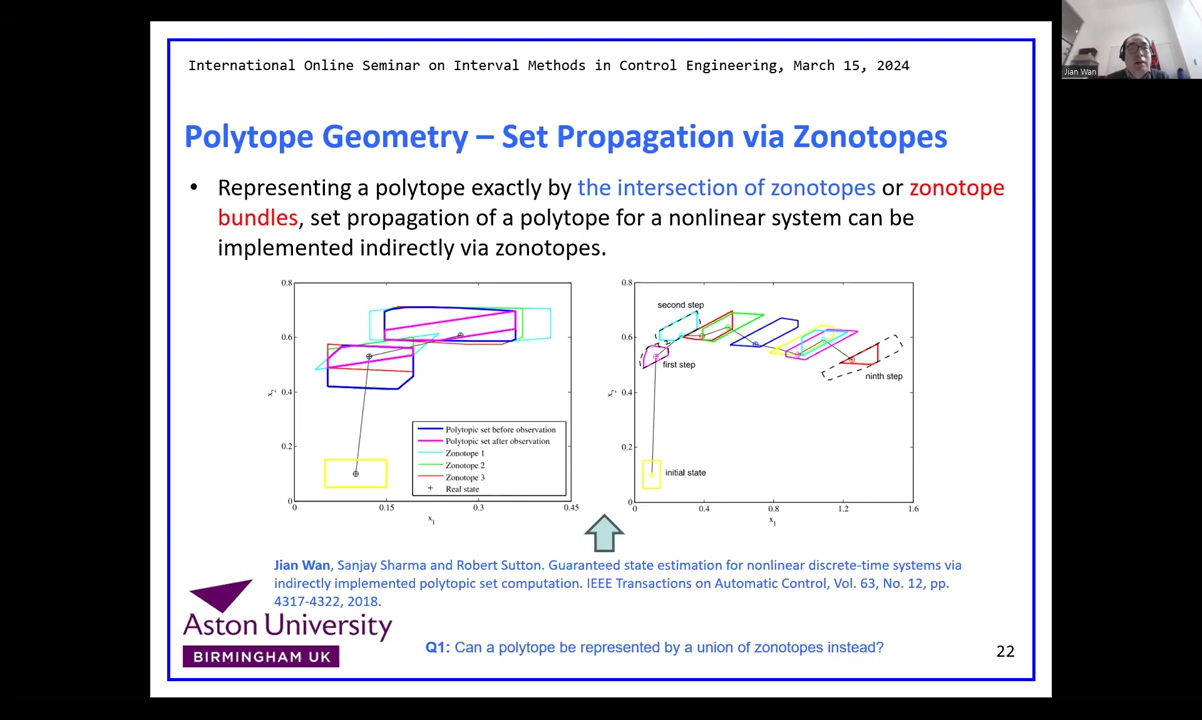 International Online Seminar on Interval Methods in Control Engineering, March 15, 2024
Jian Wan
Polytope Geometry – Set Propagation via Zonotopes
• Representing a polytope exactly by the intersection of zonotopes or zonotope
bundles, set propagation of a polytope for a nonlinear system can be
implemented indirectly via zonotopes.
0.8
0.6
0.4
0.2
0
0
0.15
0.3
0.45
x2
x1
Polytopic set before observation
Polytopic set after observation
Zonotope 1
Zonotope 2
Zonotope 3
Real state
0.8
0.6
0.4
0.2
0
0
0.4
0.8
1.2
1.6
x2
x1
second step
first step
ninth step
initial state
Jian Wan, Sanjay Sharma and Robert Sutton. Guaranteed state estimation for nonlinear discrete-time systems via
indirectly implemented polytopic set computation. IEEE Transactions on Automatic Control, Vol. 63, No. 12, pp.
4317-4322, 2018.
Aston University
BIRMINGHAM UK
Q1: Can a polytope be represented by a union of zonotopes instead?
22